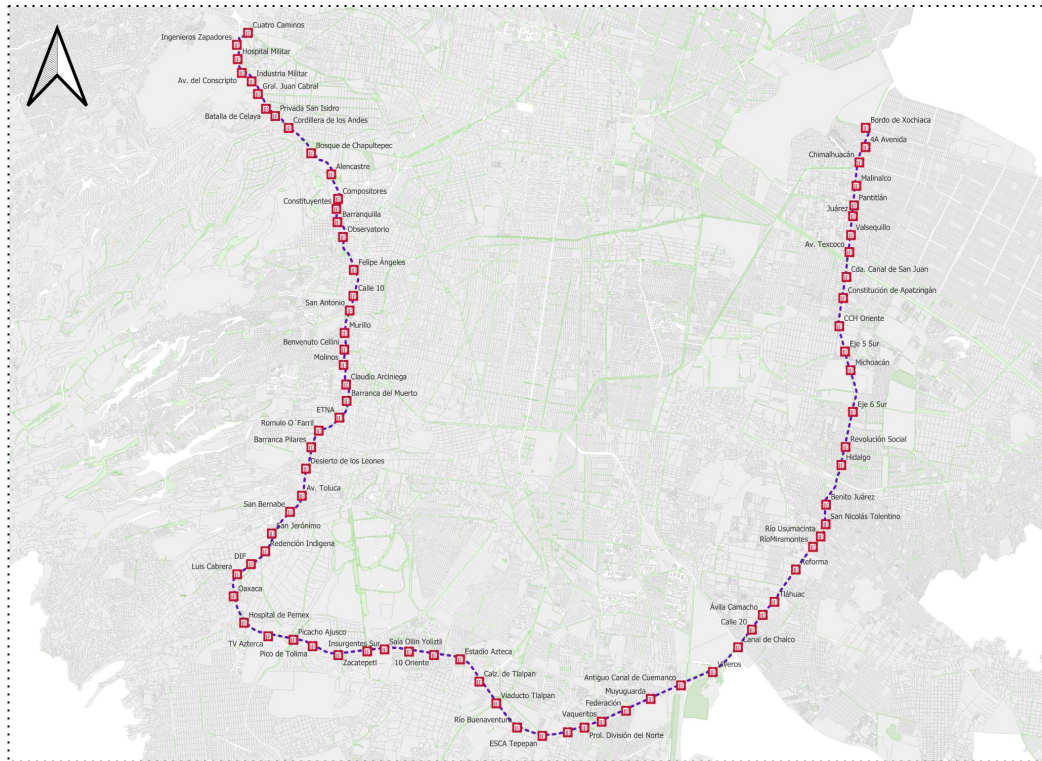 Cuatro Caminos
Ingenieros Zapadores
Hospital Militar
Industria Militar
Av. del Conscripto
Gral. Juan Cabral
Privada San Isidro
Batalla de Celaya
Cordillera de los Andes
Bosque de Chapultepec
Alencastre
Compositores
Constituyentes
Barranquilla
Observatorio
Felipe Ángeles
Calle 10
San Antonio
Murillo
Benvenuto Cellini
Molinos
Claudio Arciniega
Barranca del Muerto
ETNA
Romulo O´Farril
Barranca Pilares
Desierto de los Leones
Av. Toluca
San Bernabe
San Jerónimo
Redención Indigena
DIF
Luis Cabrera
Oaxaca
Hospital de Pemex
TV Azterca
Picacho Ajusco
Pico de Tolima
Insurgentes Sur
Zacatepetl
Sala Ollin Yoliztli
10 Oriente
Estadio Azteca
Calz. de Tlalpan
Viaducto Tlalpan
Río Buenaventura
ESCA Tepepan
Prol. División del Norte
Vaqueritos
Federación
Muyuguarda
Antiguo Canal de Cuemanco
Viveros
Canal de Chalco
Calle 20
Ávila Camacho
Tláhuac
Reforma
RíoMiramontes
Río Usumacinta
San Nicolás Tolentino
Benito Juárez
Hidalgo
Revolución Social
Eje 6 Sur
Michoacán
Eje 5 Sur
CCH Oriente
Constitución de Apatzingán
Cda. Canal de San Juan
Av. Texcoco
Valsequillo
Juárez
Pantitlán
Malinalco
Chimalhuacán
4A Avenida
Bordo de Xochiaca